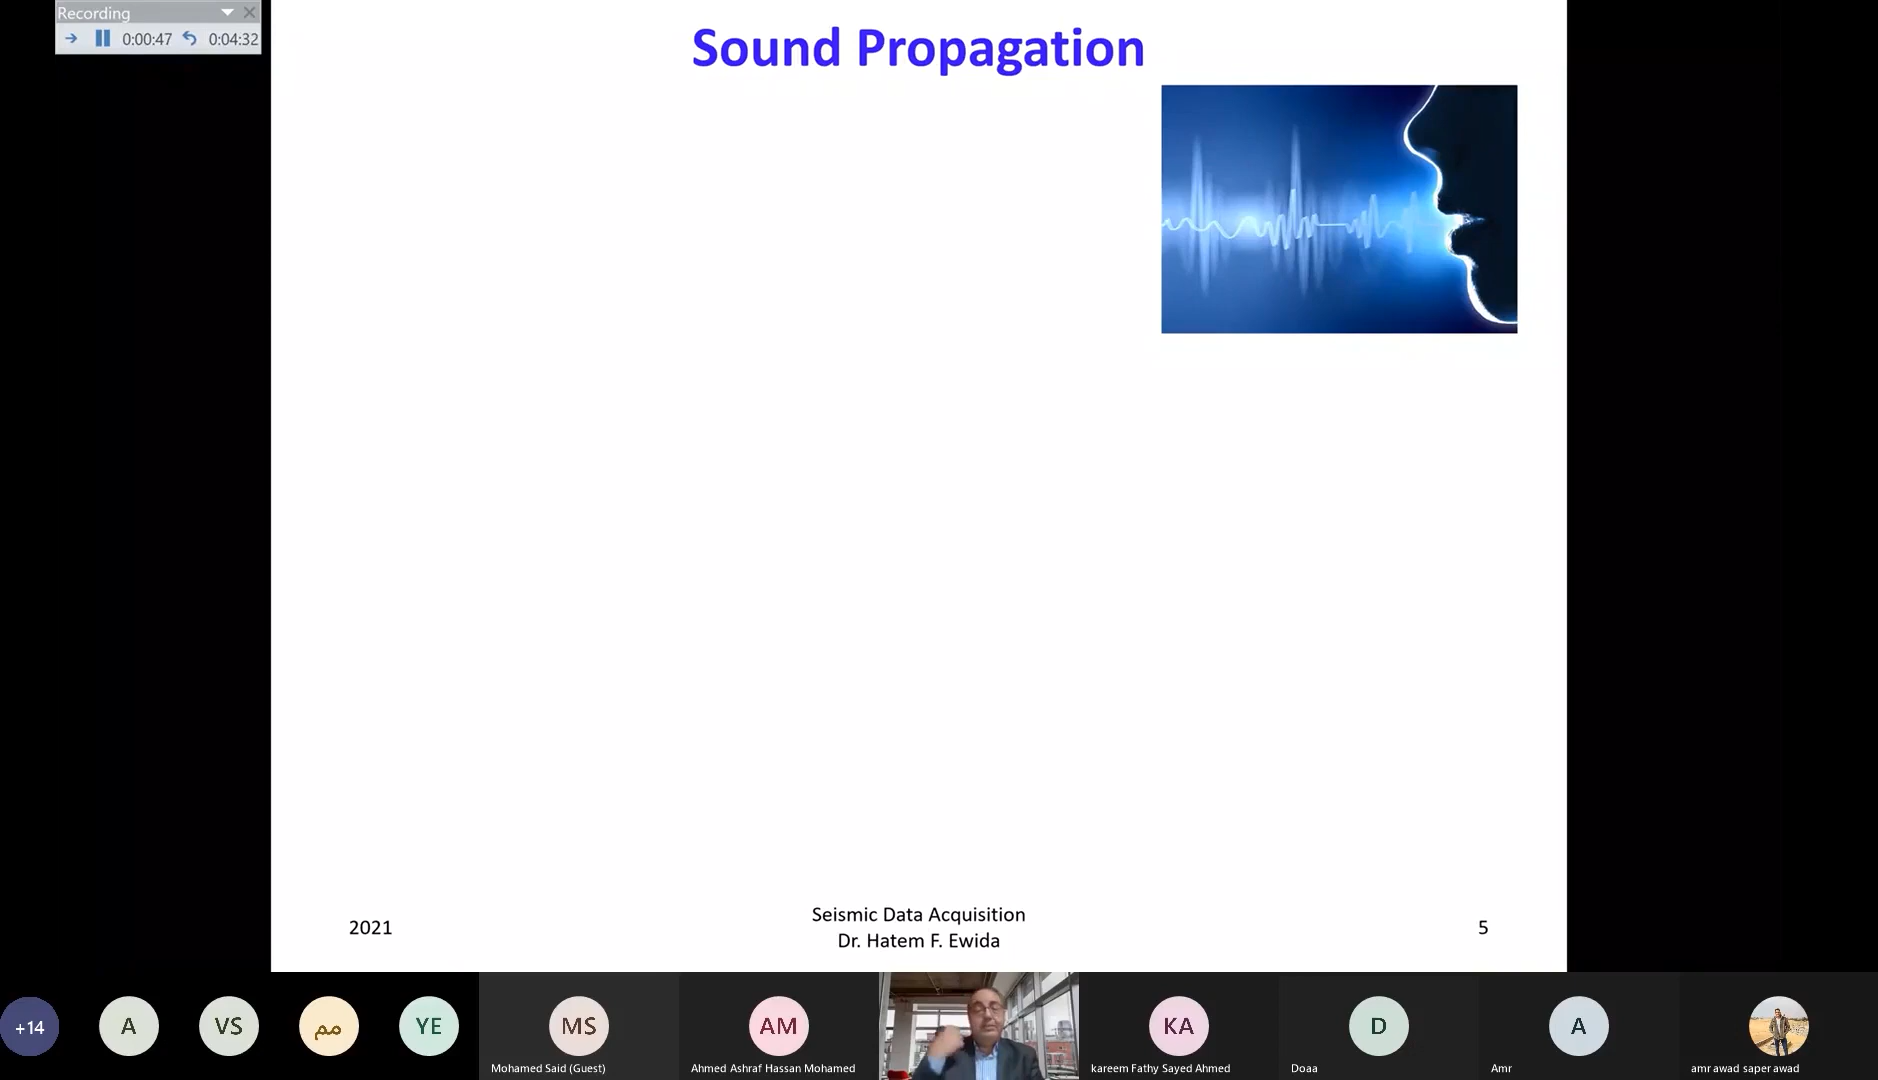 Recording
0:00:47 0:04:32
Sound Propagation
2021
Seismic Data Acquisition
Dr. Hatem F. Ewida
5
+14
A
VS
مم
YE
MS
Mohamed Said (Guest)
AM
Ahmed Ashraf Hassan Mohamed
KA
kareem Fathy Sayed Ahmed
D
Doaa
A
Amr
amr awad saper awad